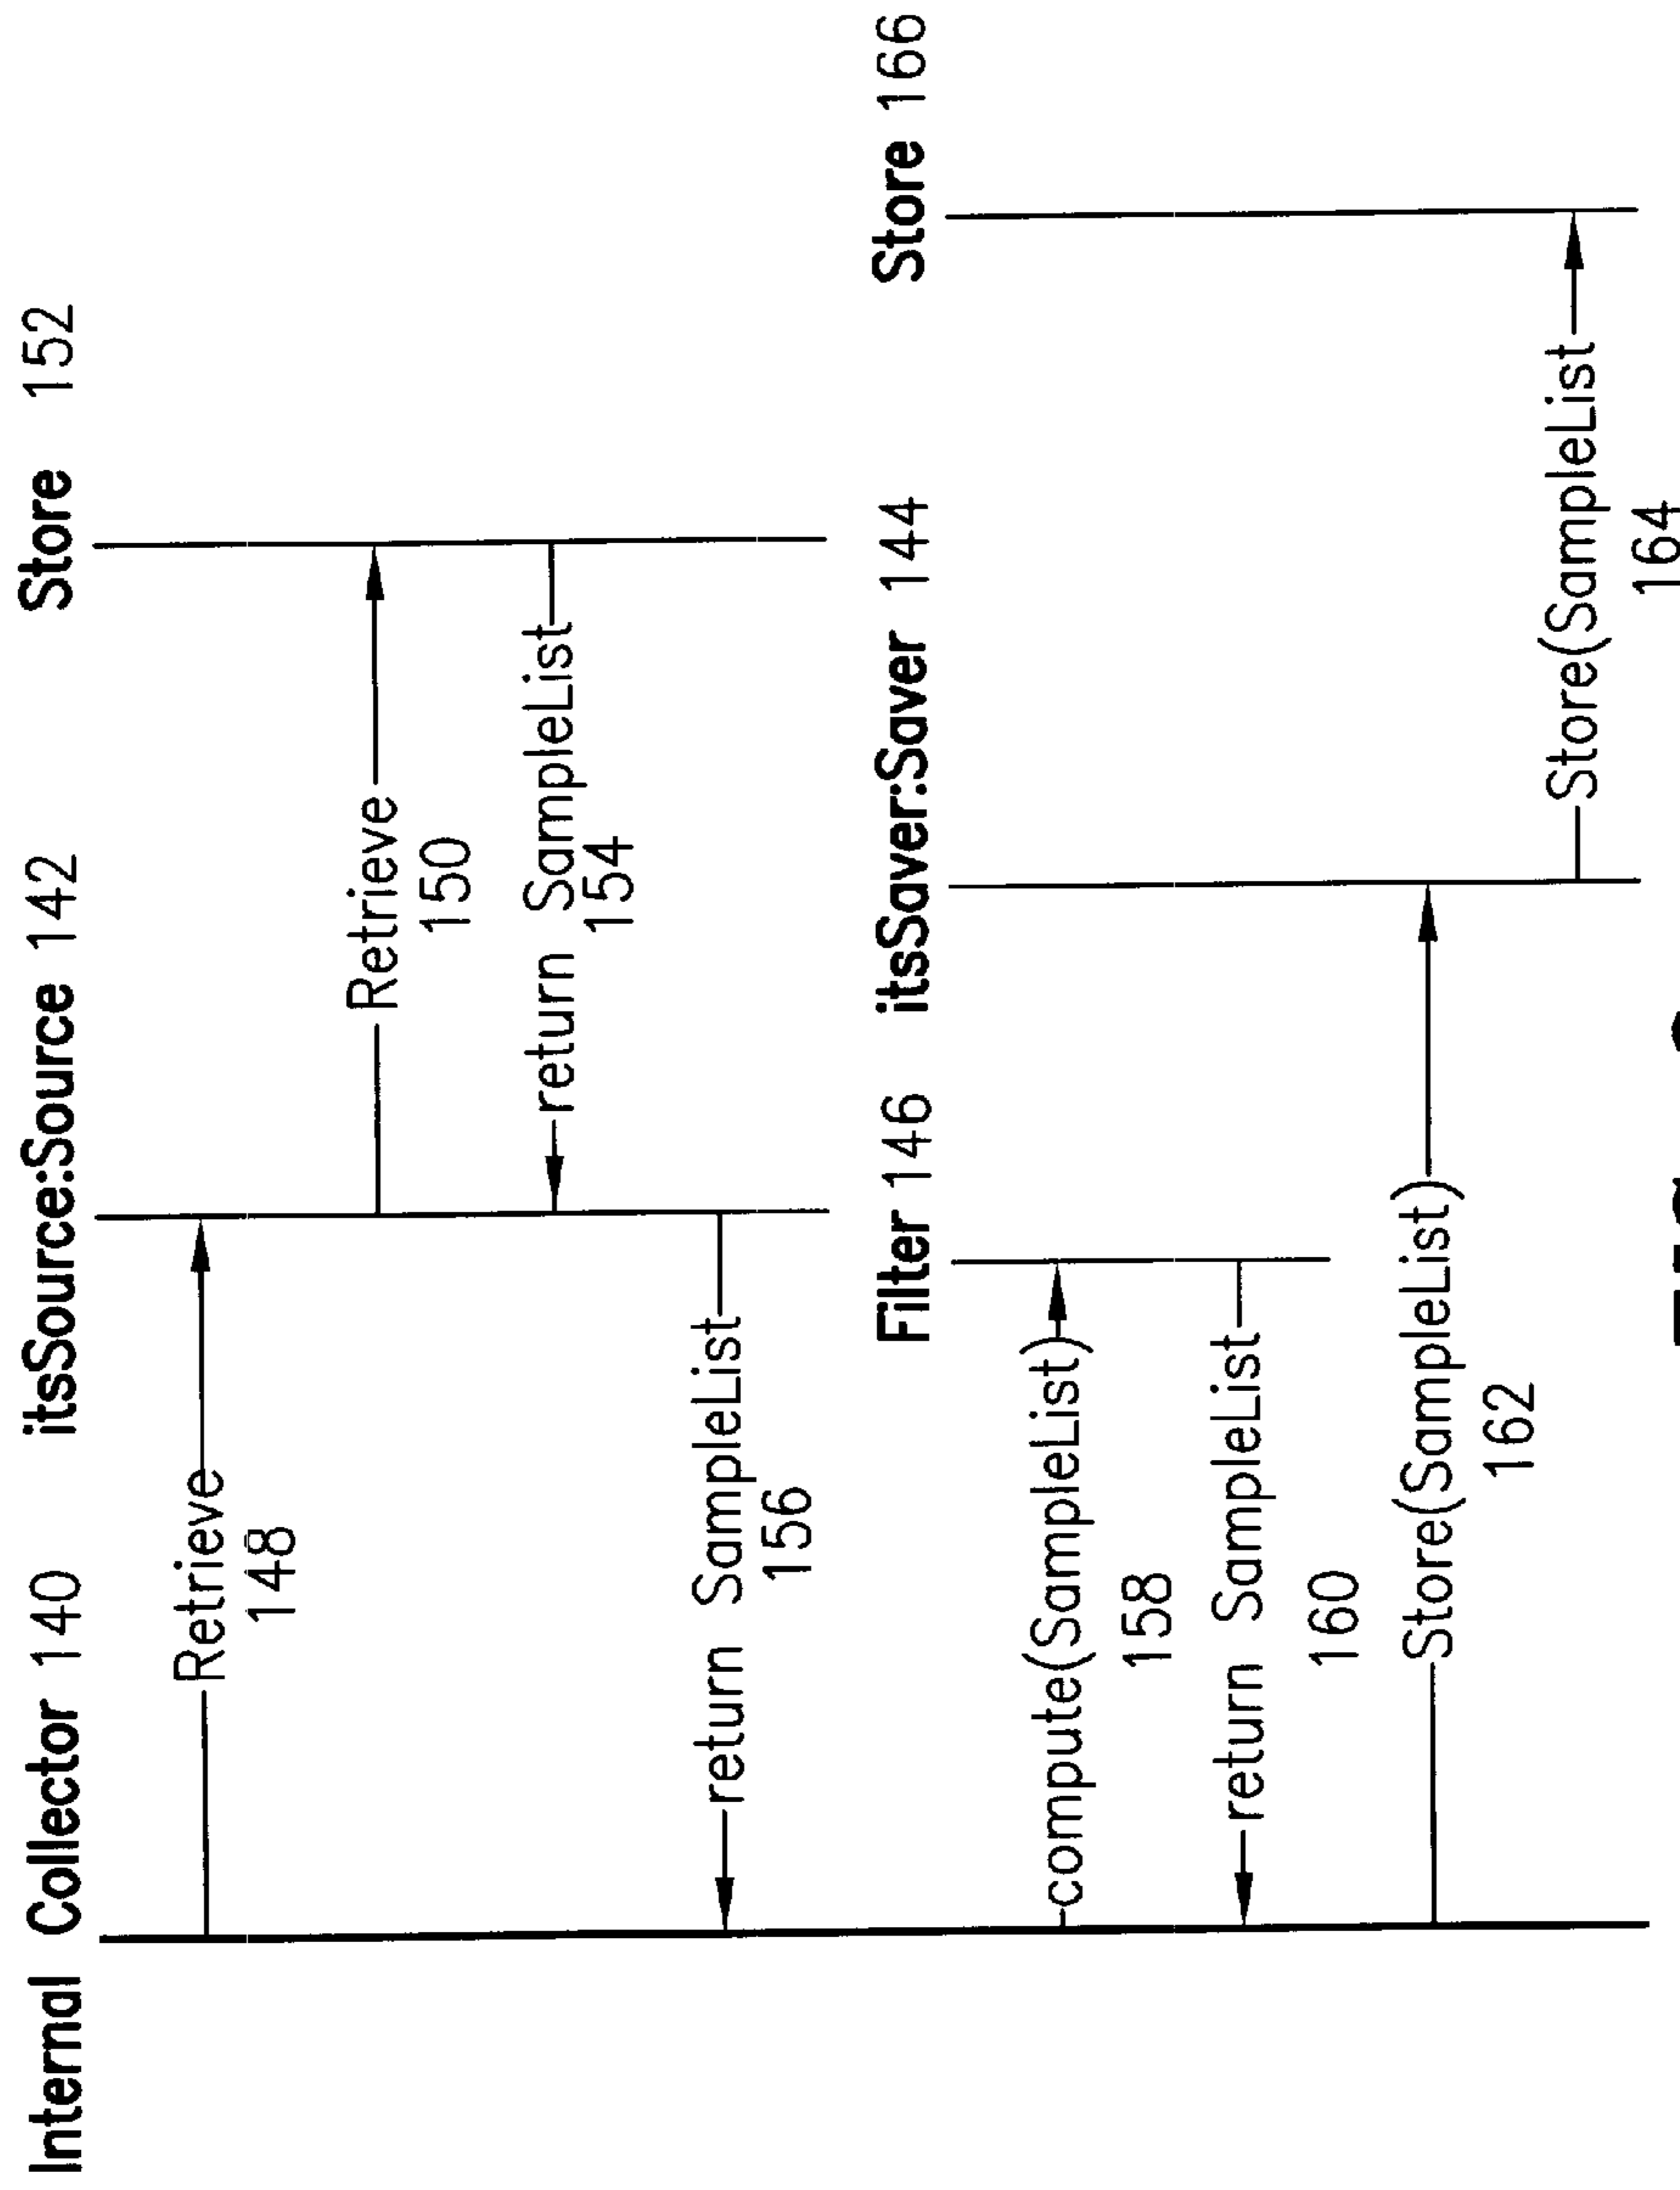 Internal Collector 140 itsSource:Source 142 Store 152
Retrieve
148
Retrieve
150
return SampleList
154
return SampleList
156
Filter 146 itsSaver:Saver 144 Store 166
compute(SampleList)
158
return SampleList
160
Store(SampleList)
162
Store(SampleList
164